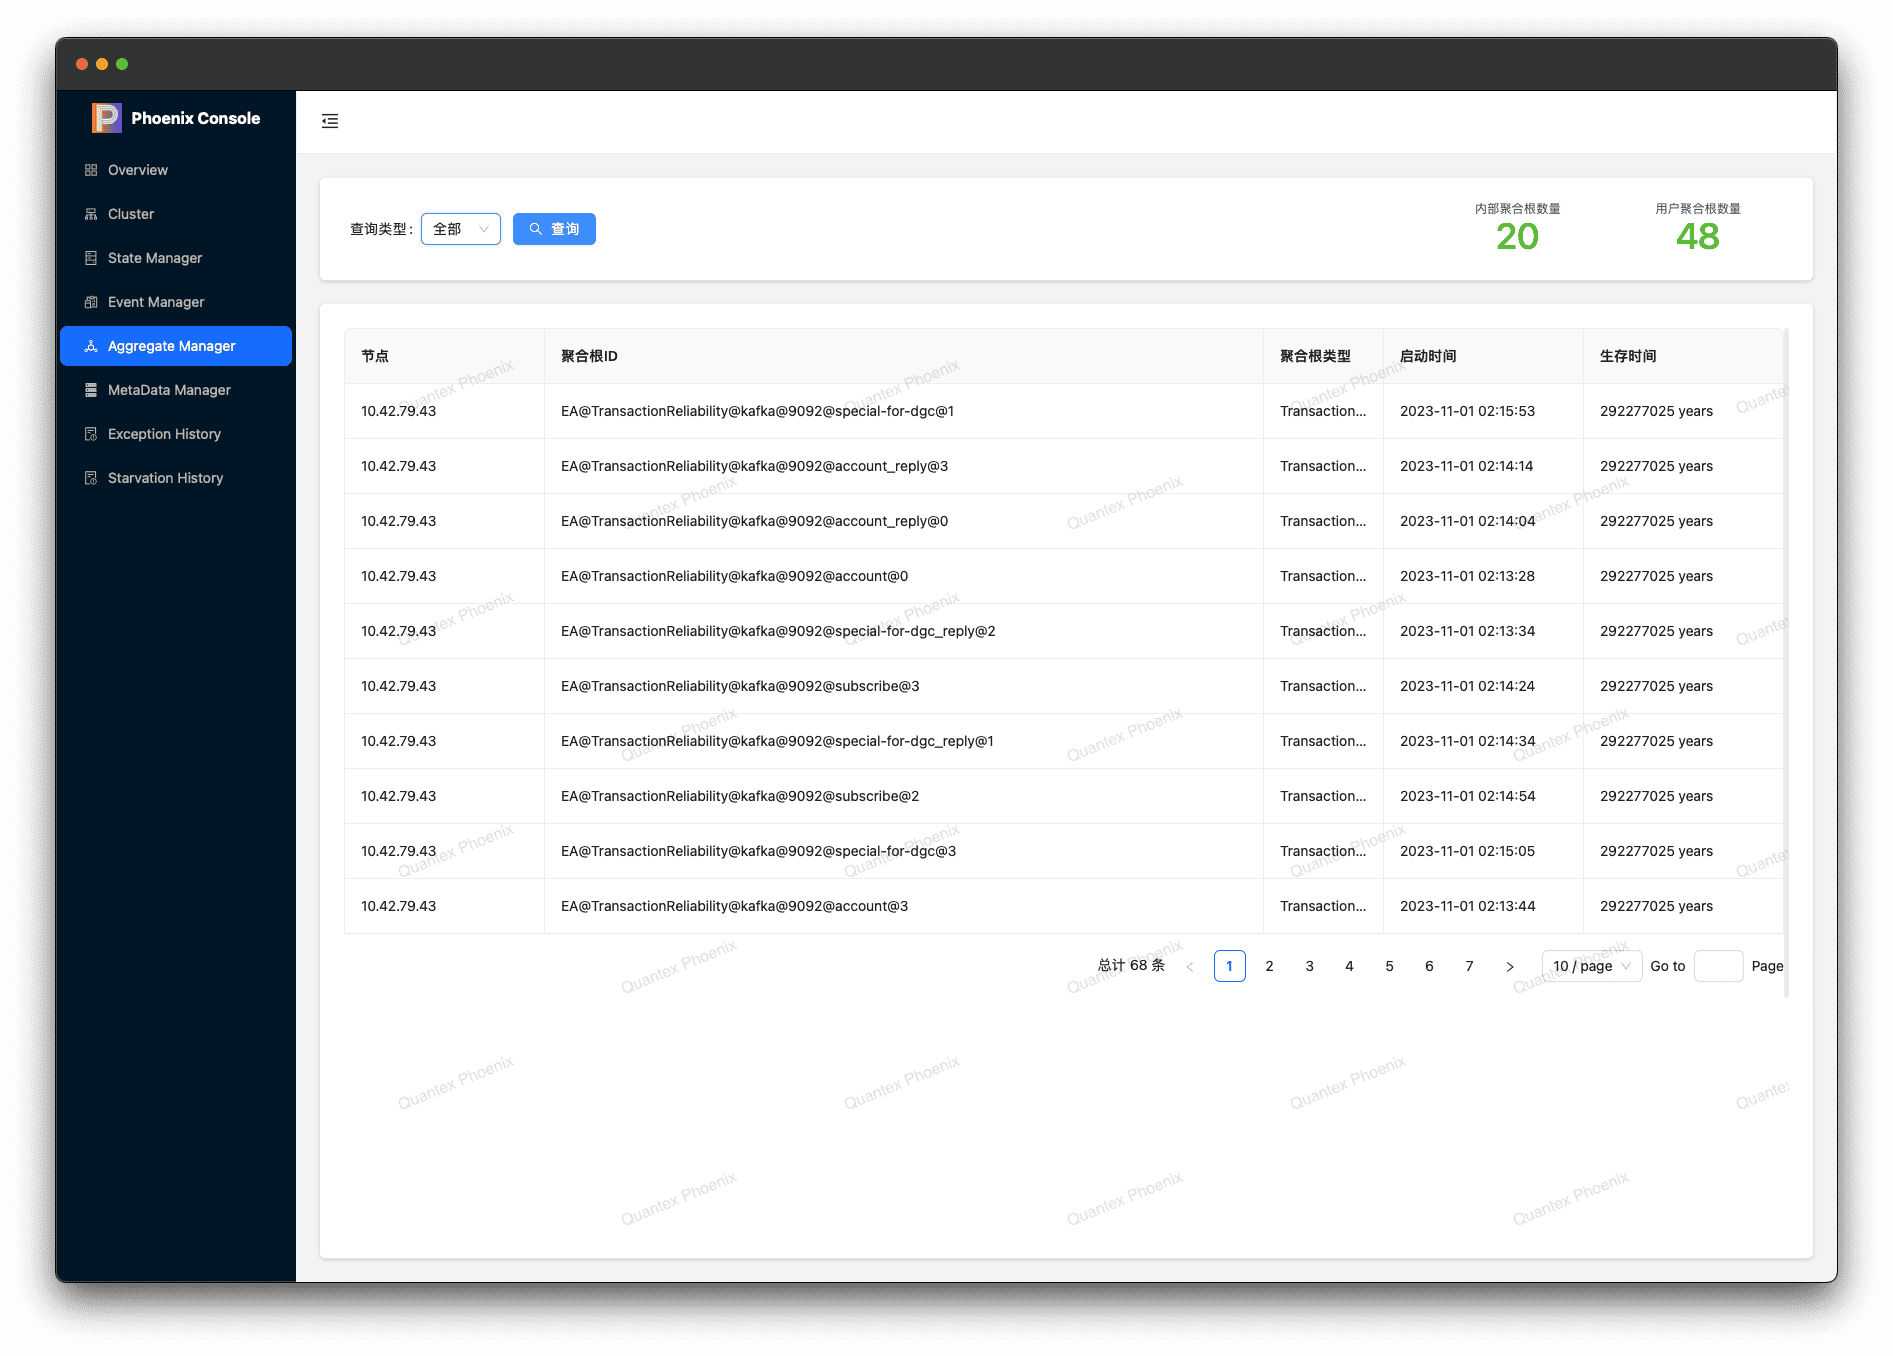 Phoenix Console
Overview
Cluster
State Manager
Event Manager
Aggregate Manager
MetaData Manager
Exception History
Starvation History
查询类型: 全部 查询
内部聚合根数量 用户聚合根数量
20 48
节点 聚合根ID 聚合根类型 启动时间 生存时间
10.42.79.43 EA@TransactionReliability@kafka@9092@special-for-dgc@1 Transaction... 2023-11-01 02:15:53 292277025 years
10.42.79.43 EA@TransactionReliability@kafka@9092@account_reply@3 Transaction... 2023-11-01 02:14:14 292277025 years
10.42.79.43 EA@TransactionReliability@kafka@9092@account_reply@0 Transaction... 2023-11-01 02:14:04 292277025 years
10.42.79.43 EA@TransactionReliability@kafka@9092@account@0 Transaction... 2023-11-01 02:13:28 292277025 years
10.42.79.43 EA@TransactionReliability@kafka@9092@special-for-dgc_reply@2 Transaction... 2023-11-01 02:13:34 292277025 years
10.42.79.43 EA@TransactionReliability@kafka@9092@subscribe@3 Transaction... 2023-11-01 02:14:24 292277025 years
10.42.79.43 EA@TransactionReliability@kafka@9092@special-for-dgc_reply@1 Transaction... 2023-11-01 02:14:34 292277025 years
10.42.79.43 EA@TransactionReliability@kafka@9092@subscribe@2 Transaction... 2023-11-01 02:14:54 292277025 years
10.42.79.43 EA@TransactionReliability@kafka@9092@special-for-dgc@3 Transaction... 2023-11-01 02:15:05 292277025 years
10.42.79.43 EA@TransactionReliability@kafka@9092@account@3 Transaction... 2023-11-01 02:13:44 292277025 years
总计 68 条 < 1 2 3 4 5 6 7 > 10 / page Go to Page
Quantex Phoenix